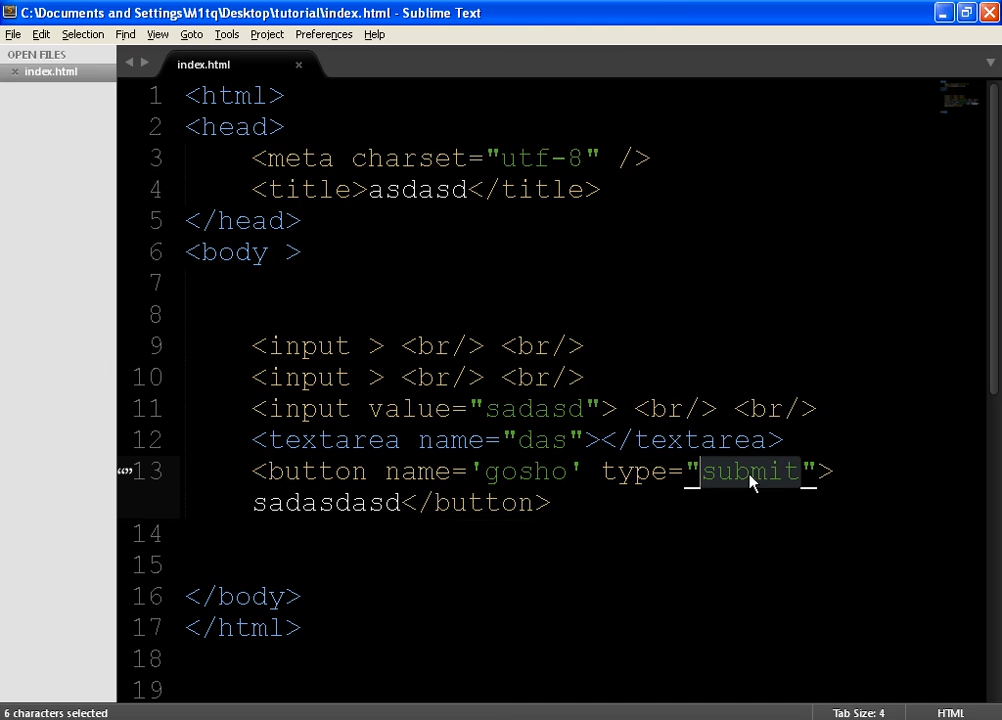 C:\Documents and Settings\M1tq\Desktop\tutorial\index.html - Sublime Text
File Edit Selection Find View Goto Tools Project Preferences Help
OPEN FILES
× index.html
index.html ×
1 <html>
2 <head>
3 <meta charset="utf-8" />
4 <title>asdasd</title>
5 </head>
6 <body >
7
8
9 <input > <br/> <br/>
10 <input > <br/> <br/>
11 <input value="sadasd"> <br/> <br/>
12 <textarea name="das"></textarea>
13 <button name='gosho' type="submit">
sadasdasd</button>
14
15
16 </body>
17 </html>
18
19
6 characters selected Tab Size: 4 HTML